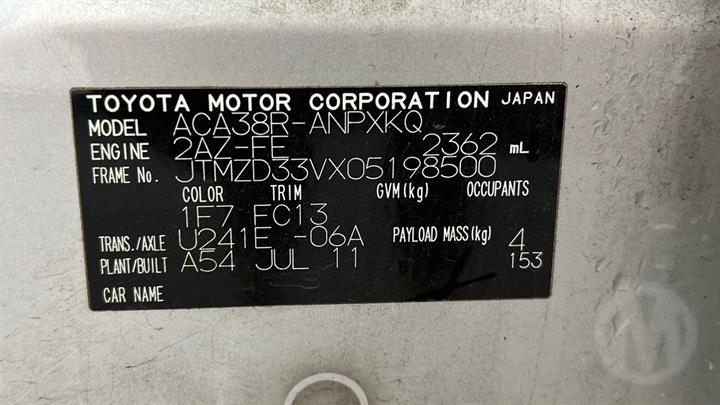 TOYOTA MOTOR CORPORATION JAPAN
MODEL ACA38R-ANPXKQ
ENGINE 2AZ-FE 2362 mL
FRAME No. JTMZD33VX05198500
COLOR TRIM GVM(kg) OCCUPANTS
1F7 FC13
TRANS./AXLE U241E -06A PAYLOAD MASS(kg) 4
PLANT/BUILT A54 JUL 11 153
CAR NAME
M